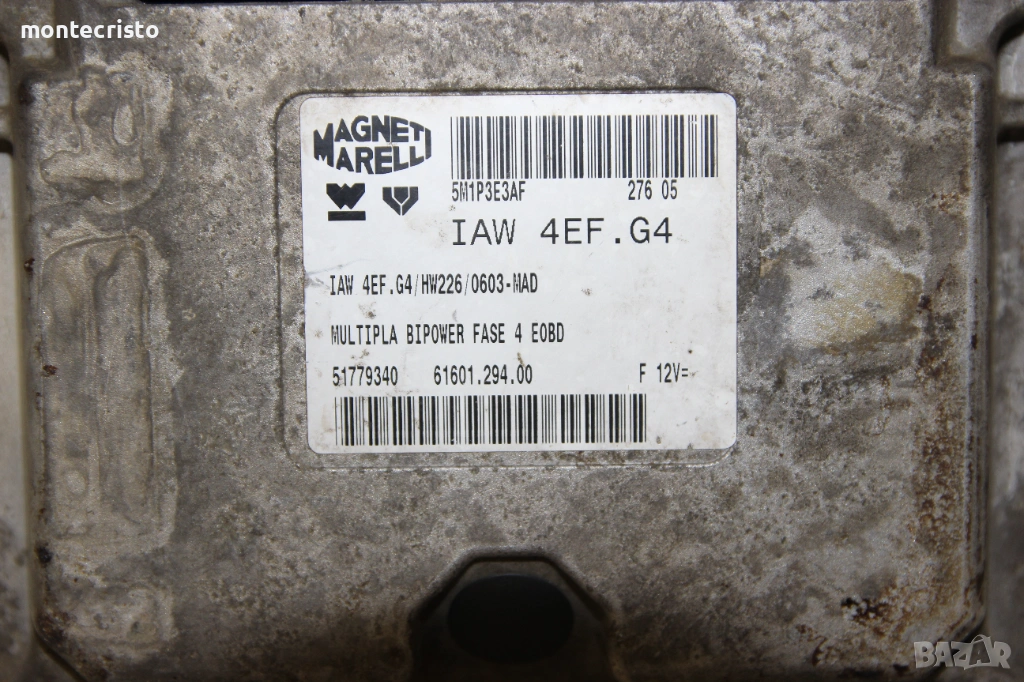 montecristo
MAGNETI
MARELLI
5M1P3E3AF 276 05
IAW 4EF.G4
IAW 4EF.G4/HW226/0603-MAD
MULTIPLA BIPOWER FASE 4 EOBD
51779340 61601.294.00 F 12V=
BAZAR